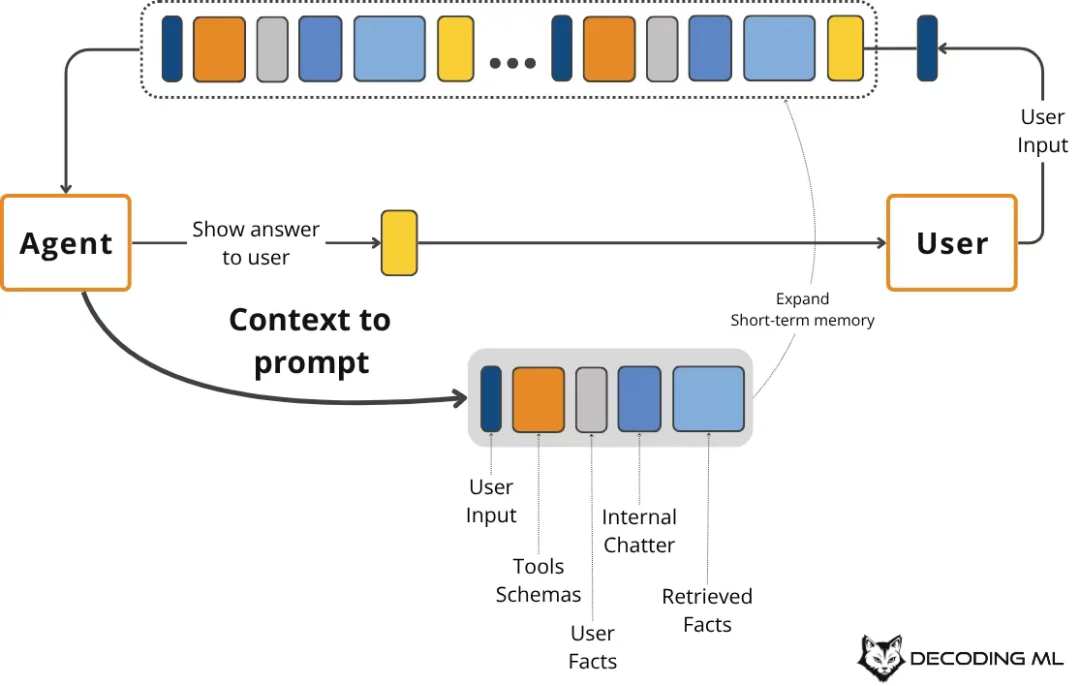 User
Input
Agent
Show answer
to user
User
Context to
prompt
Expand
Short-term memory
User
Input
Tools
Schemas
User
Facts
Internal
Chatter
Retrieved
Facts
DECODING ML